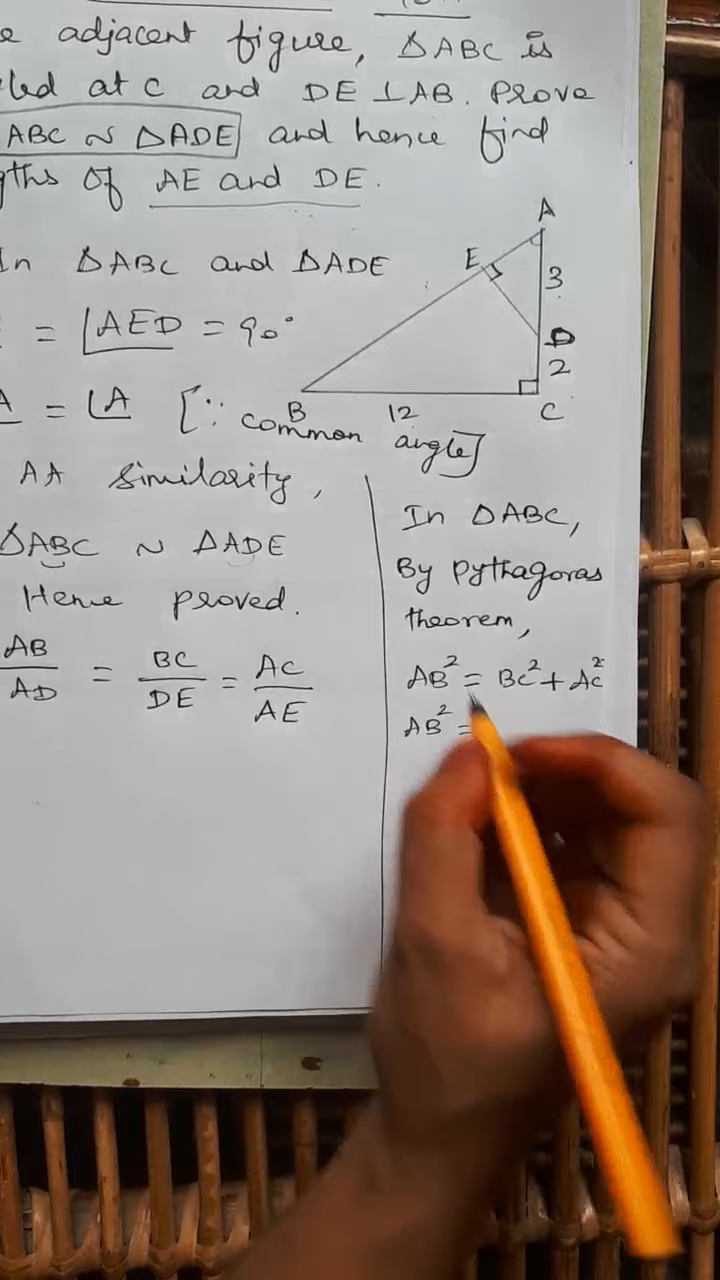 adjacent figure, ΔABC is
at C and DE ⊥ AB. Prove
ABC ~ ΔADE and hence find
of AE and DE.
A
E
3
D
2
B
12
C
In ΔABC and ΔADE
= ∠AED = 90°
= ∠A [∵ common angle]
AA similarity,
ΔABC ~ ΔADE
Hence proved.
AB/AD = BC/DE = AC/AE
In ΔABC,
By Pythagoras
theorem,
AB² = BC² + AC²
AB² =